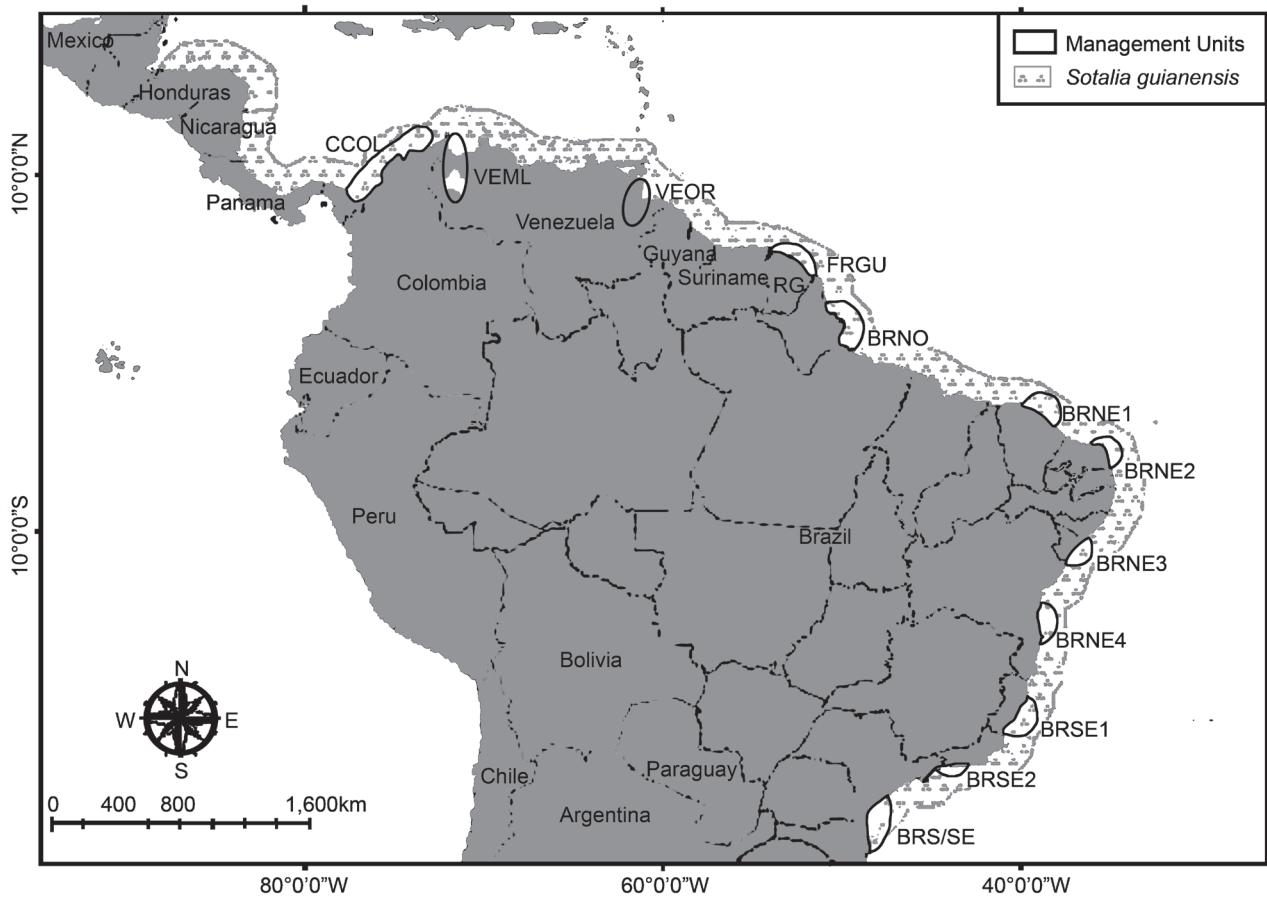 Management Units
Sotalia guianensis
Mexico
Honduras
Nicaragua
Panama
CCOL
VEML
VEOR
Venezuela
Guyana
Suriname
RG
FRGU
BRNO
Colombia
Ecuador
Peru
Brazil
BRNE1
BRNE2
BRNE3
BRNE4
BRSE1
BRSE2
BRS/SE
Bolivia
Paraguay
Chile
Argentina
N
W E
S
0 400 800 1,600km
10°0'0"N
10°0'0"S
80°0'0"W 60°0'0"W 40°0'0"W